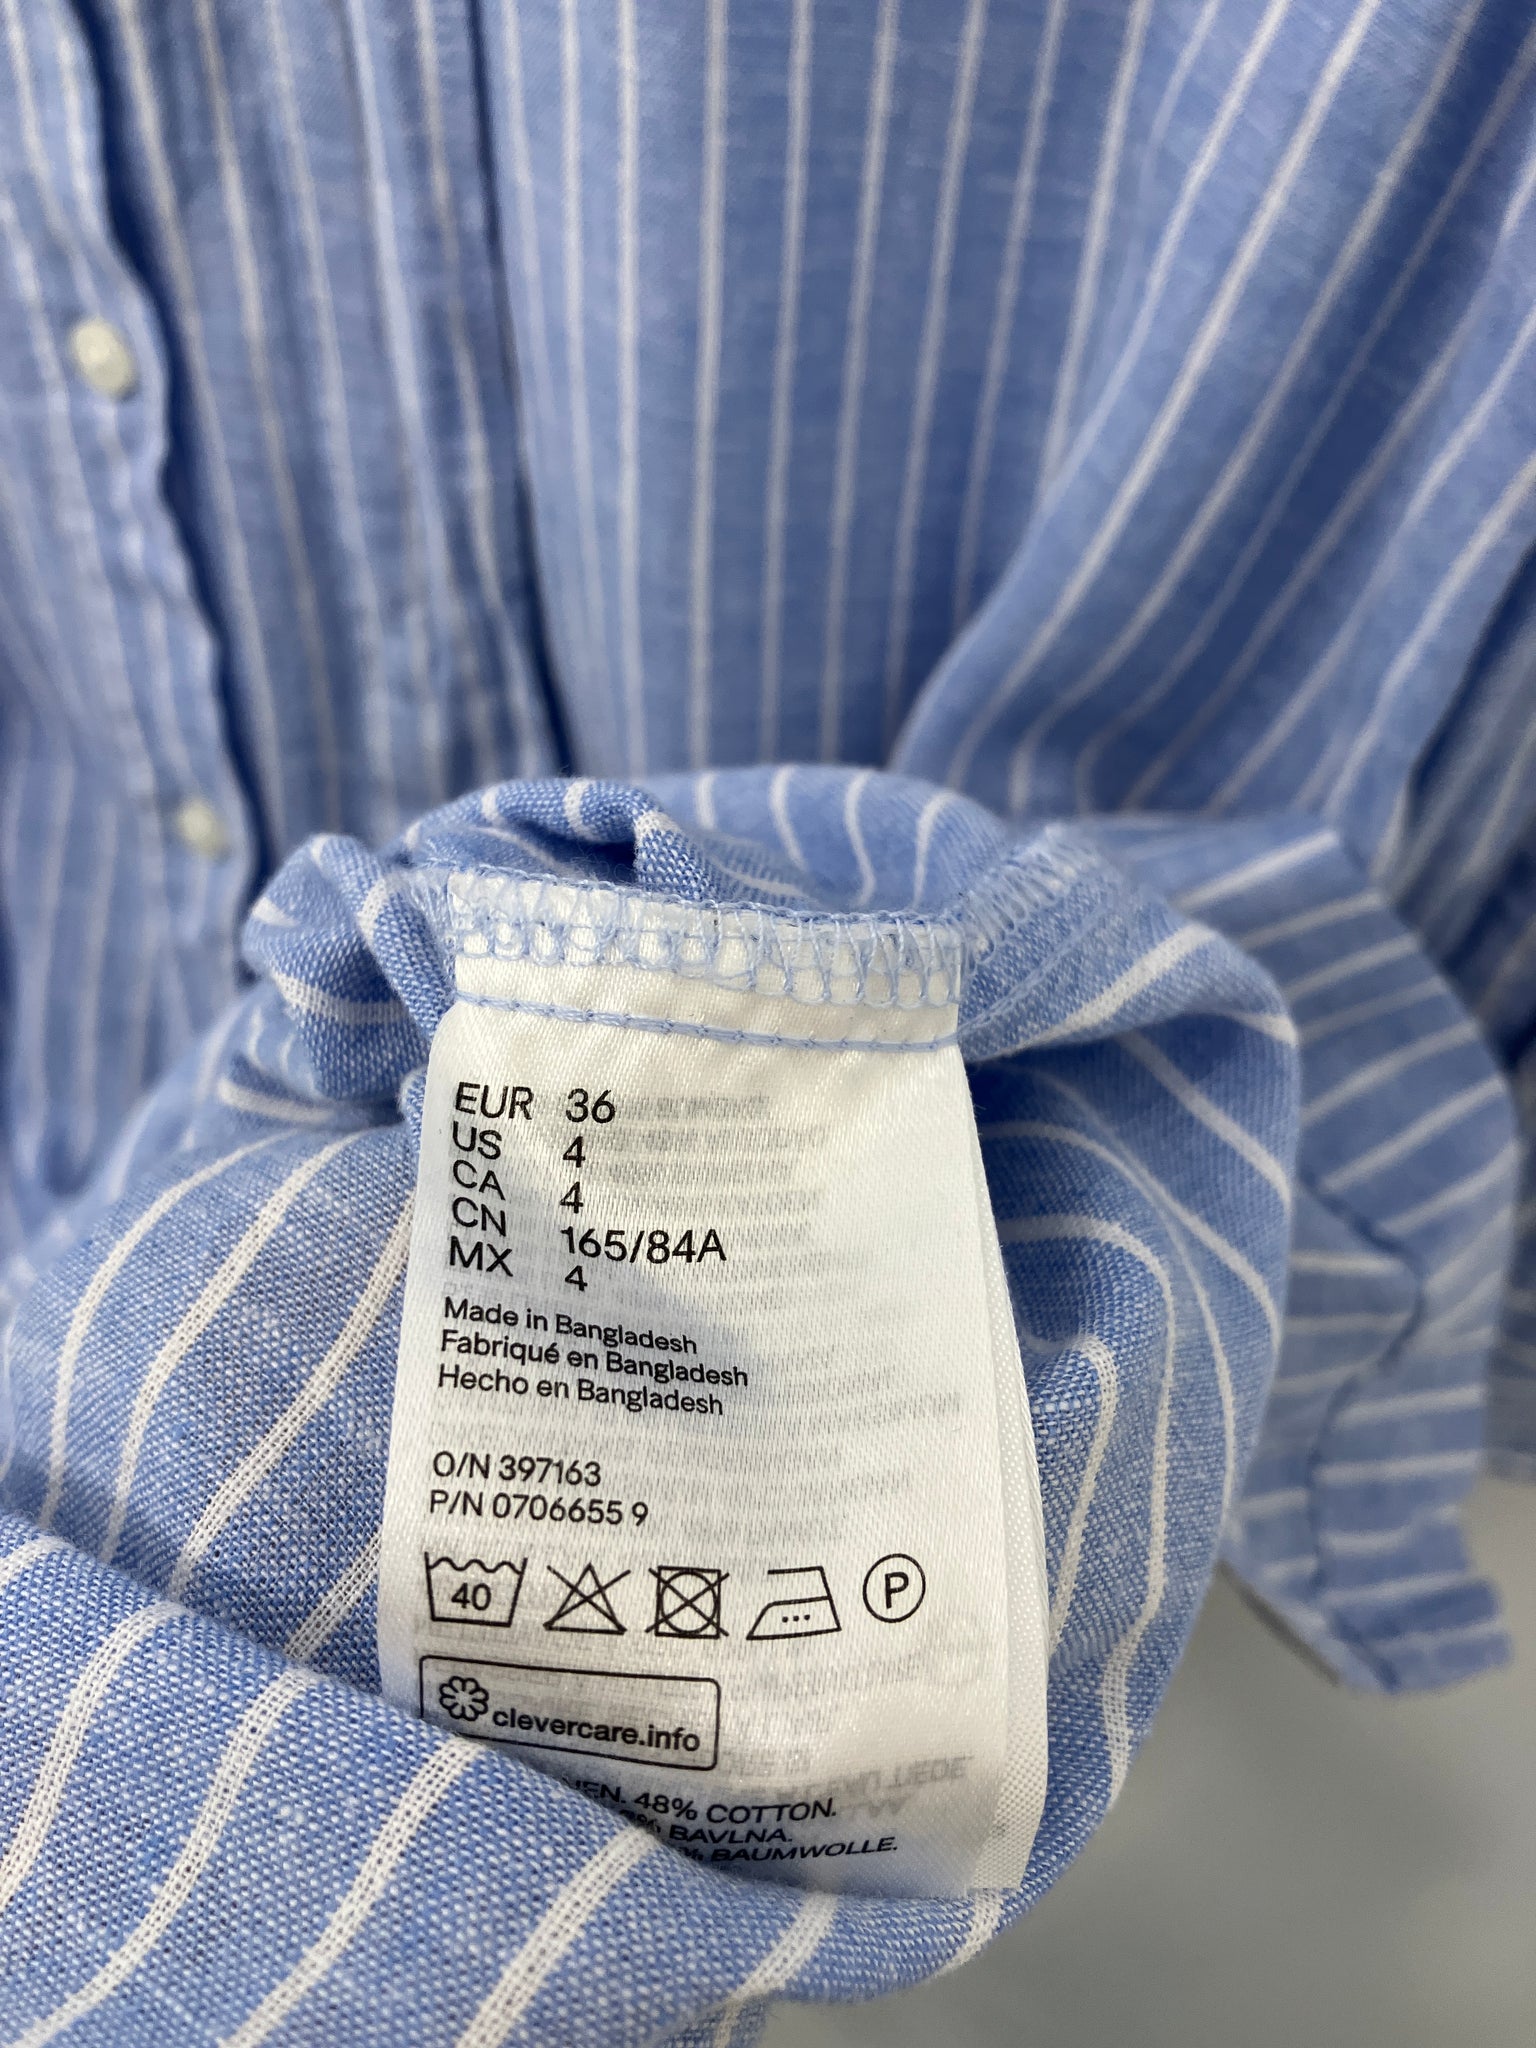 EUR 36
US 4
CA 4
CN 165/84A
MX 4
Made in Bangladesh
Fabriqué en Bangladesh
Hecho en Bangladesh
O/N 397163
P/N 0706655 9
40
P
clevercare.info
48% COTTON.
BAVLNA.
BAUMWOLLE.